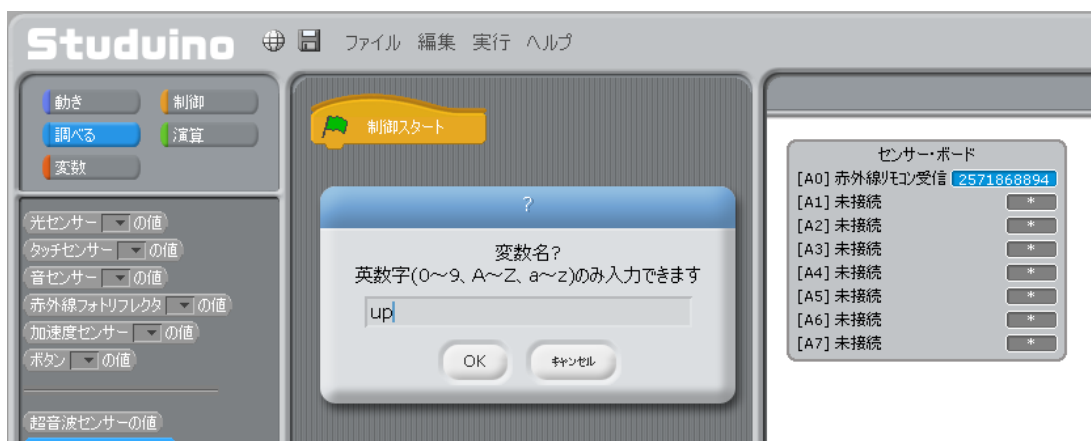 Studuino ファイル 編集 実行 ヘルプ
動き 制御
調べる 演算
変数
光センサー の値
タッチセンサー の値
音センサー の値
赤外線フォトリフレクタ の値
加速度センサー の値
ボタン の値
超音波センサーの値
制御スタート
?
変数名?
英数字(0～9、A～Z、a～z)のみ入力できます
up
OK キャンセル
センサー・ボード
[A0] 赤外線リモコン受信 2571868894
[A1] 未接続 *
[A2] 未接続 *
[A3] 未接続 *
[A4] 未接続 *
[A5] 未接続 *
[A6] 未接続 *
[A7] 未接続 *